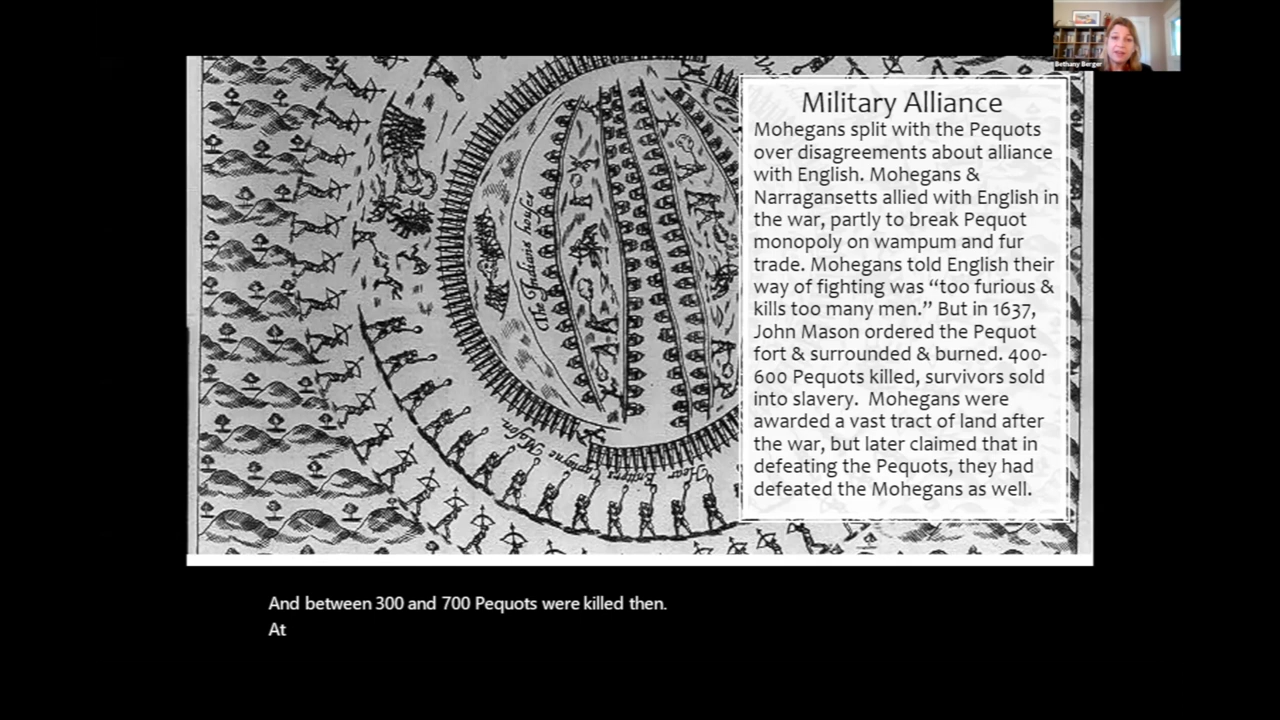 Bethany Berger
Military Alliance
Mohegans split with the Pequots
over disagreements about alliance
with English. Mohegans &
Narragansetts allied with English in
the war, partly to break Pequot
monopoly on wampum and fur
trade. Mohegans told English their
way of fighting was “too furious &
kills too many men.” But in 1637,
John Mason ordered the Pequot
fort & surrounded & burned. 400-
600 Pequots killed, survivors sold
into slavery.  Mohegans were
awarded a vast tract of land after
the war, but later claimed that in
defeating the Pequots, they had
defeated the Mohegans as well.
The Indians houses
And between 300 and 700 Pequots were killed then.
At